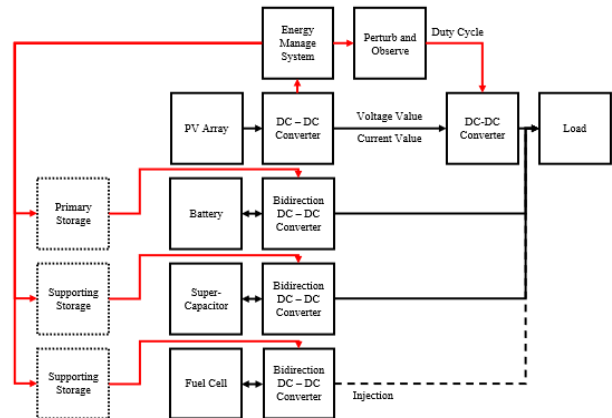 Energy
Manage
System
Perturb and
Observe
Duty Cycle
PV Array
DC – DC
Converter
Voltage Value
Current Value
DC-DC
Converter
Load
Primary
Storage
Battery
Bidirection
DC – DC
Converter
Supporting
Storage
Super-
Capacitor
Bidirection
DC – DC
Converter
Supporting
Storage
Fuel Cell
Bidirection
DC – DC
Converter
Injection